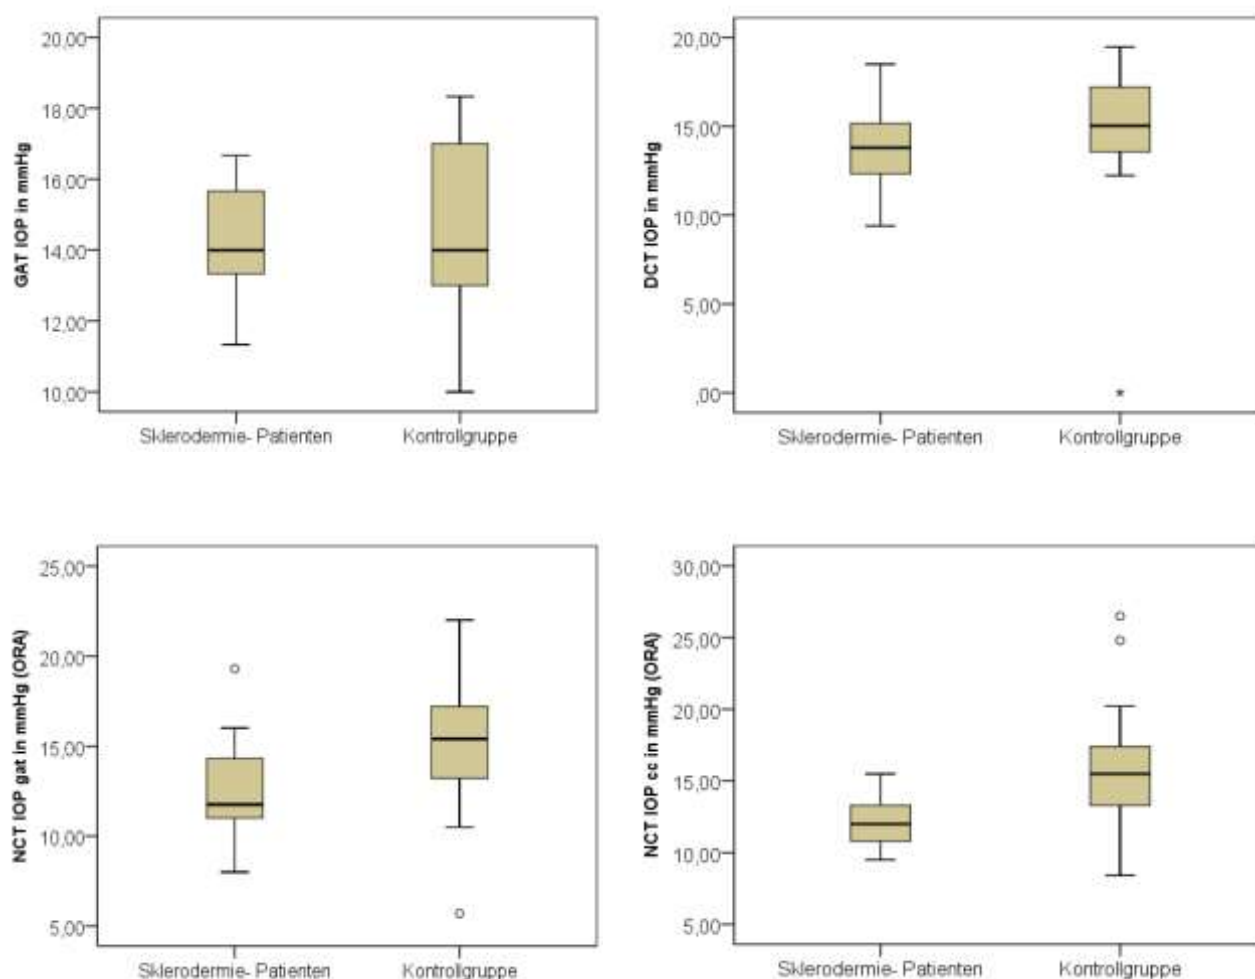 GAT IOP in mmHg
20,00
18,00
16,00
14,00
12,00
10,00
Sklerodermie- Patienten
Kontrollgruppe
DCT IOP in mmHg
20,00
15,00
10,00
5,00
,00
*
Sklerodermie- Patienten
Kontrollgruppe
NCT IOP gat in mmHg (ORA)
25,00
20,00
15,00
10,00
5,00
Sklerodermie- Patienten
Kontrollgruppe
NCT IOP cc in mmHg (ORA)
30,00
25,00
20,00
15,00
10,00
5,00
Sklerodermie- Patienten
Kontrollgruppe